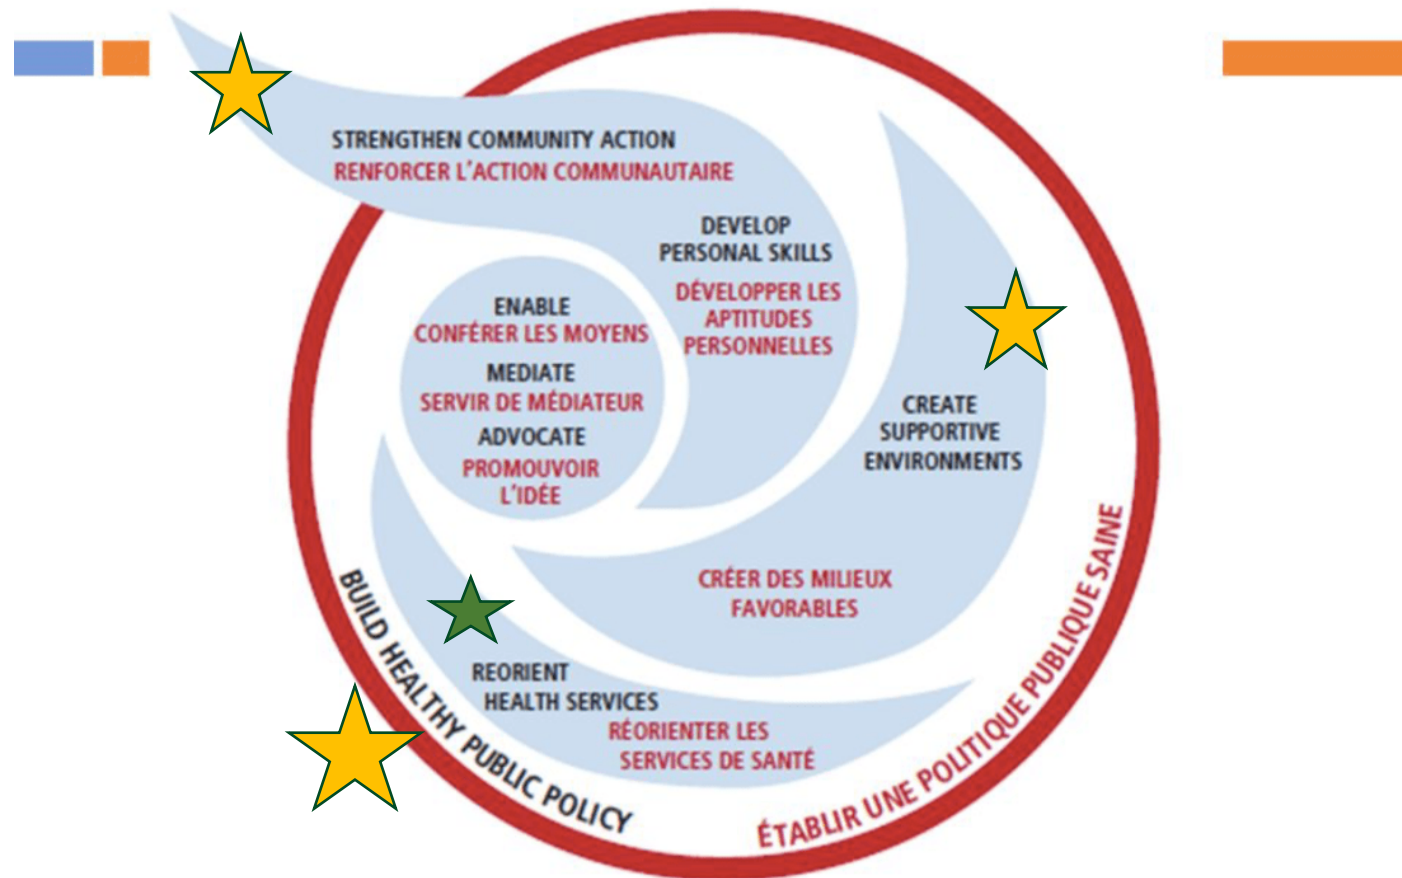 STRENGTHEN COMMUNITY ACTION
RENFORCER L'ACTION COMMUNAUTAIRE
DEVELOP
PERSONAL SKILLS
DÉVELOPPER LES
APTITUDES
PERSONNELLES
ENABLE
CONFÉRER LES MOYENS
MEDIATE
SERVIR DE MÉDIATEUR
ADVOCATE
PROMOUVOIR
L'IDÉE
CREATE
SUPPORTIVE
ENVIRONMENTS
CRÉER DES MILIEUX
FAVORABLES
REORIENT
HEALTH SERVICES
RÉORIENTER LES
SERVICES DE SANTÉ
BUILD HEALTHY PUBLIC POLICY
ÉTABLIR UNE POLITIQUE PUBLIQUE SAINE